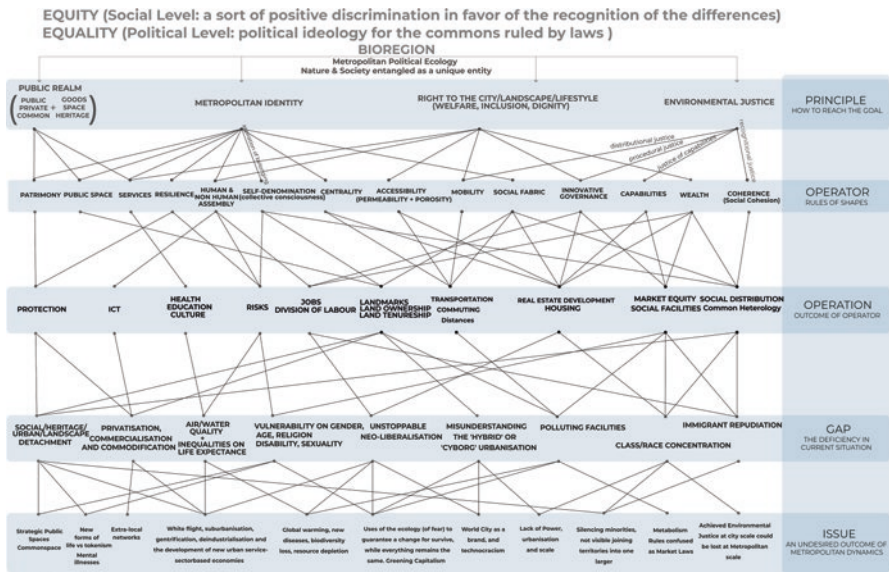 EQUITY (Social Level: a sort of positive discrimination in favor of the recognition of the differences)
EQUALITY (Political Level: political ideology for the commons ruled by laws )
BIOREGION
Metropolitan Political Ecology
Nature & Society entangled as a unique entity
PUBLIC REALM
PUBLIC GOODS
PRIVATE + SPACE
COMMON HERITAGE
METROPOLITAN IDENTITY
RIGHT TO THE CITY/LANDSCAPE/LIFESTYLE
(WELFARE, INCLUSION, DIGNITY)
ENVIRONMENTAL JUSTICE
PRINCIPLE
HOW TO REACH THE GOAL
distributional justice
procedural justice
justice of capabilities
recognitional justice
PATRIMONY
PUBLIC SPACE
SERVICES
RESILIENCE
HUMAN &
NON HUMAN
ASSEMBLY
SELF-DENOMINATION
(collective consciousness)
CENTRALITY
ACCESSIBILITY
(PERMEABILITY + POROSITY)
MOBILITY
SOCIAL FABRIC
INNOVATIVE
GOVERNANCE
CAPABILITIES
WEALTH
COHERENCE
(Social Cohesion)
OPERATOR
RULES OF SHAPES
PROTECTION
ICT
HEALTH
EDUCATION
CULTURE
RISKS
JOBS
DIVISION OF LABOUR
LANDMARKS
LAND OWNERSHIP
LAND TENURESHIP
TRANSPORTATION
COMMUTING
Distances
REAL ESTATE DEVELOPMENT
HOUSING
MARKET EQUITY
SOCIAL FACILITIES
SOCIAL DISTRIBUTION
Common Heterology
OPERATION
OUTCOME OF OPERATOR
SOCIAL/HERITAGE/
URBAN/LANDSCAPE
DETACHMENT
PRIVATISATION,
COMMERCIALISATION
AND COMMODIFICATION
AIR/WATER
QUALITY
+
INEQUALITIES ON
LIFE EXPECTANCE
VULNERABILITY ON GENDER,
AGE, RELIGION
DISABILITY, SEXUALITY
UNSTOPPABLE
NEO-LIBERALISATION
MISUNDERSTANDING
THE 'HYBRID' OR
'CYBORG' URBANISATION
POLLUTING FACILITIES
CLASS/RACE CONCENTRATION
IMMIGRANT REPUDIATION
GAP
THE DEFICIENCY IN
CURRENT SITUATION
Strategic Public
Spaces
Commonspace
New
forms of
life vs tokenism
Mental
illnesses
Extra-local
networks
White flight, suburbanisation,
gentrification, deindustrialisation and
the development of new urban service-
sectorbased economies
Global warming, new
diseases, biodiversity
loss, resource depletion
Uses of the ecology (of fear) to
guarantee a change for survive,
while everything remains the
same. Greening Capitalism
World City as a
brand, and
technocracism
Lack of Power,
urbanisation
and scale
Silencing minorities,
not visible joining
territories into one
larger
Metabolism
Rules confused
as Market Laws
Achieved Environmental
Justice at city scale could
be lost at Metropolitan
scale
ISSUE
AN UNDESIRED OUTCOME OF
METROPOLITAN DYNAMICS